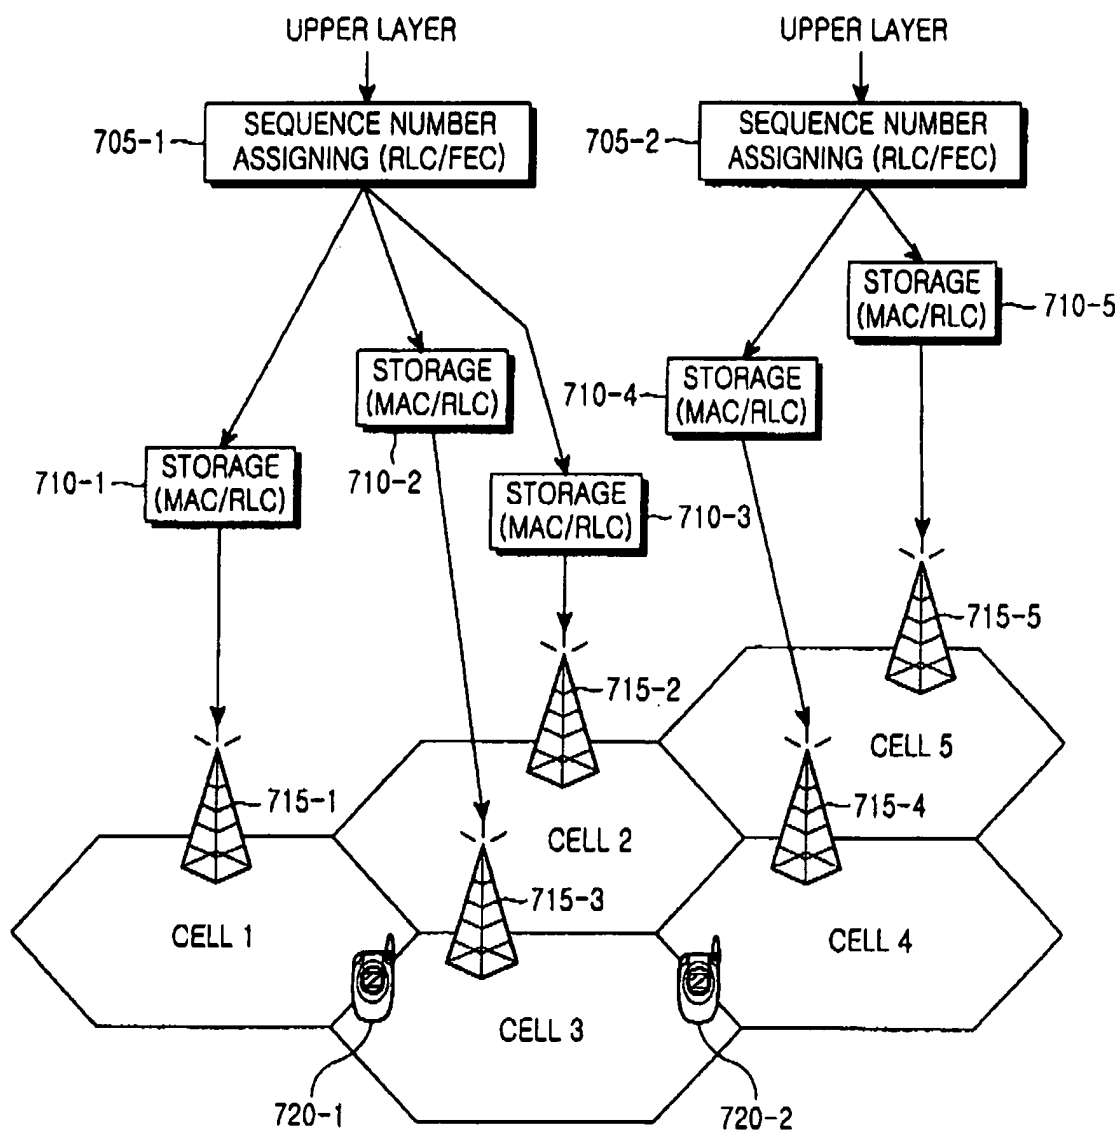 UPPER LAYER
UPPER LAYER
705-1
SEQUENCE NUMBER
ASSIGNING (RLC/FEC)
705-2
SEQUENCE NUMBER
ASSIGNING (RLC/FEC)
STORAGE
(MAC/RLC)
710-5
STORAGE
(MAC/RLC)
710-2
710-4
STORAGE
(MAC/RLC)
710-1
STORAGE
(MAC/RLC)
STORAGE
(MAC/RLC)
710-3
715-5
715-2
CELL 5
715-1
715-4
CELL 2
715-3
CELL 1
CELL 4
CELL 3
720-1
720-2